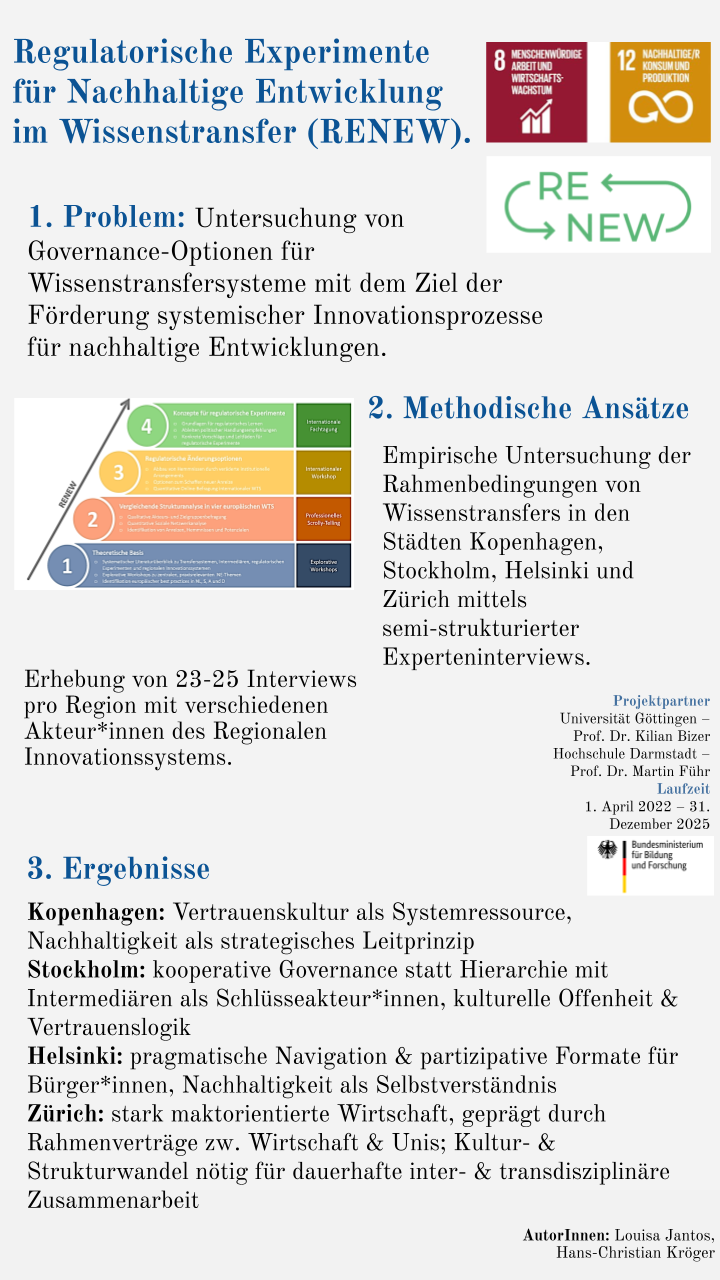 Regulatorische Experimente
für Nachhaltige Entwicklung
im Wissenstransfer (RENEW).
8 MENSCHENWÜRDIGE
ARBEIT UND
WIRTSCHAFTS-
WACHSTUM
12 NACHHALTIGE/R
KONSUM UND
PRODUKTION
RE
NEW
1. Problem: Untersuchung von
Governance-Optionen für
Wissenstransfersysteme mit dem Ziel der
Förderung systemischer Innovationsprozesse
für nachhaltige Entwicklungen.
RENEW
4
Konzepte für regulatorische Experimente
Internationale
Fachtagung
3
Regulatorische Änderungsoptionen
Internationaler
Workshop
2
Vergleichende Strukturanalyse in vier europäischen WTS
Professionelles
Scrolly-Telling
1
Theoretische Basis
Explorative
Workshops
2. Methodische Ansätze
Empirische Untersuchung der
Rahmenbedingungen von
Wissenstransfers in den
Städten Kopenhagen,
Stockholm, Helsinki und
Zürich mittels
semi-strukturierter
Experteninterviews.
Erhebung von 23-25 Interviews
pro Region mit verschiedenen
Akteur*innen des Regionalen
Innovationssystems.
Projektpartner
Universität Göttingen –
Prof. Dr. Kilian Bizer
Hochschule Darmstadt –
Prof. Dr. Martin Führ
Laufzeit
1. April 2022 – 31.
Dezember 2025
Bundesministerium
für Bildung
und Forschung
3. Ergebnisse
Kopenhagen: Vertrauenskultur als Systemressource,
Nachhaltigkeit als strategisches Leitprinzip
Stockholm: kooperative Governance statt Hierarchie mit
Intermediären als Schlüsseakteur*innen, kulturelle Offenheit &
Vertrauenslogik
Helsinki: pragmatische Navigation & partizipative Formate für
Bürger*innen, Nachhaltigkeit als Selbstverständnis
Zürich: stark maktorientierte Wirtschaft, geprägt durch
Rahmenverträge zw. Wirtschaft & Unis; Kultur- &
Strukturwandel nötig für dauerhafte inter- & transdisziplinäre
Zusammenarbeit
AutorInnen: Louisa Jantos,
Hans-Christian Kröger